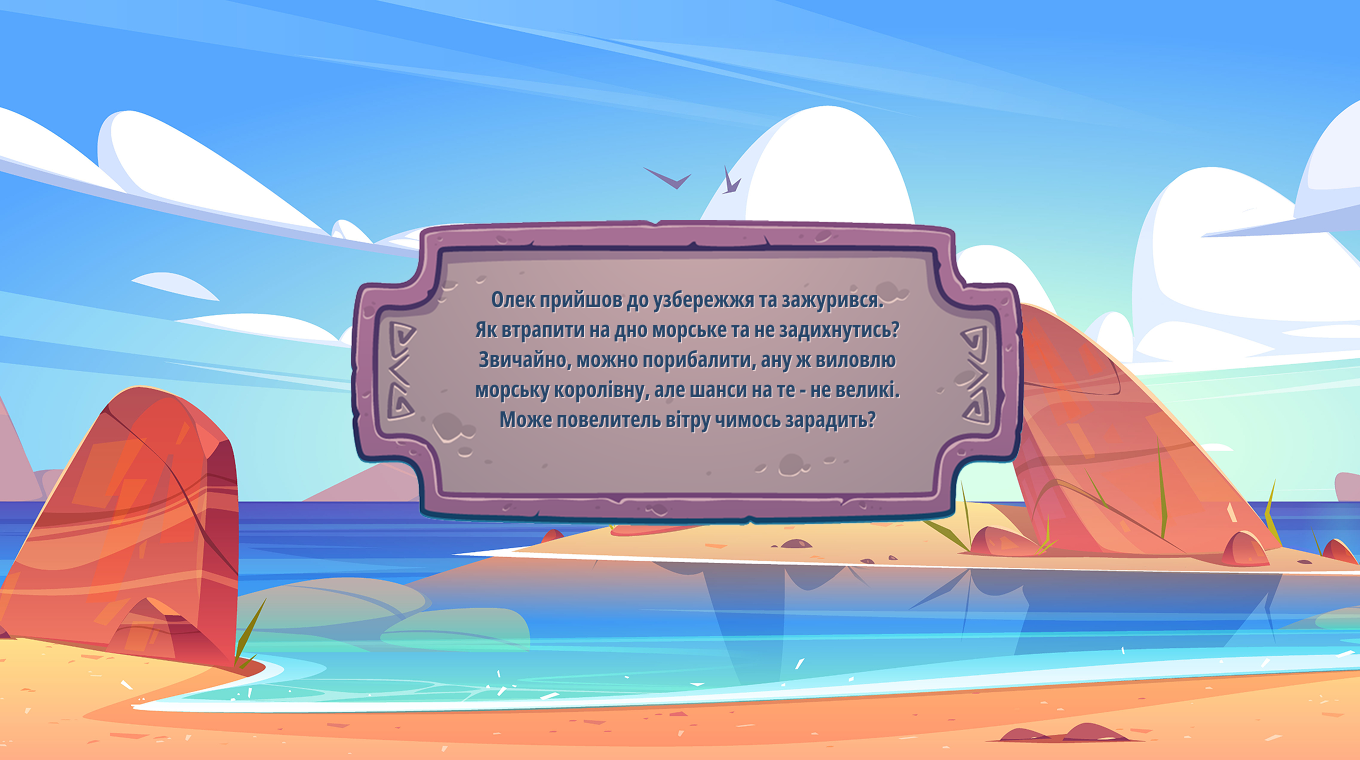 Олек прийшов до узбережжя та зажурився.
Як втрапити на дно морське та не задихнутись?
Звичайно, можно порибалити, ану ж виловлю
морську королівну, але шанси на те - не великі.
Може повелитель вітру чимось зарадить?